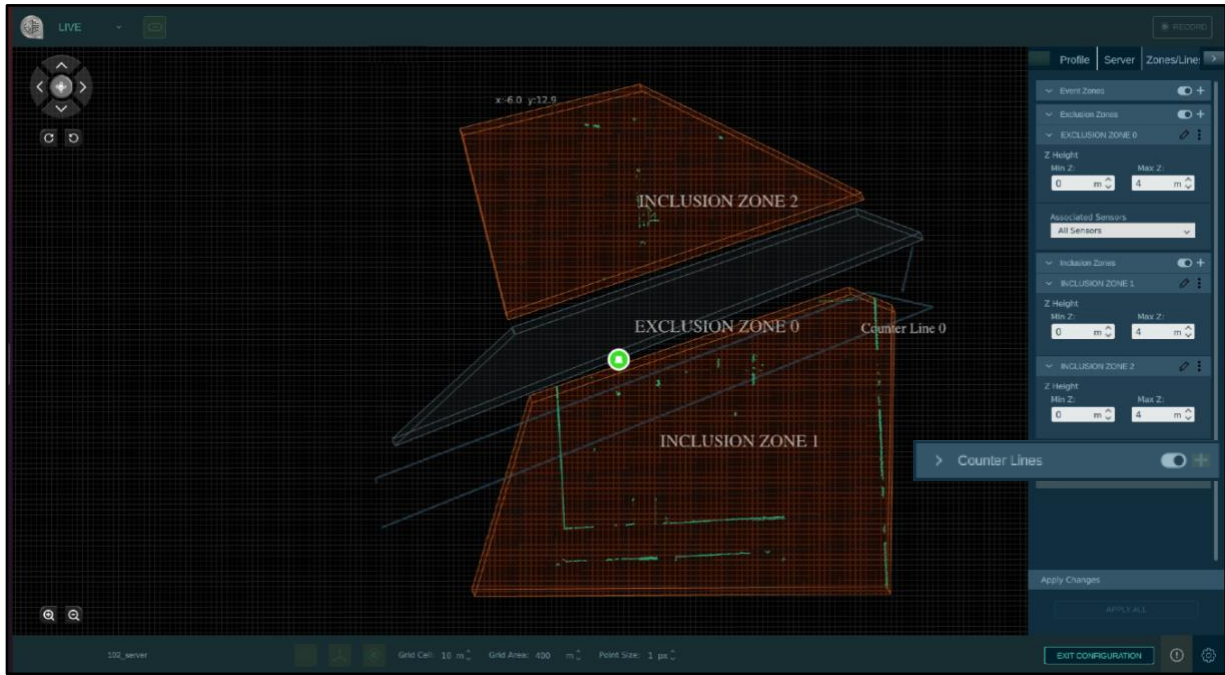 LIVE
RECORD
Profile
Server
Zones/Line:
x:-6.0 y:12.9
INCLUSION ZONE 2
EXCLUSION ZONE 0
Counter Line 0
INCLUSION ZONE 1
Event Zones
Exclusion Zones
EXCLUSION ZONE 0
Z Height
Min Z:
Max Z:
0 m
4 m
Associated Sensors
All Sensors
Inclusion Zones
INCLUSION ZONE 1
Z Height
Min Z:
Max Z:
0 m
4 m
INCLUSION ZONE 2
Z Height
Min Z:
Max Z:
0 m
4 m
Counter Lines
Apply Changes
APPLY ALL
102_server
Grid Cell: 10 m
Grid Area: 400 m
Point Size: 1 px
EXIT CONFIGURATION